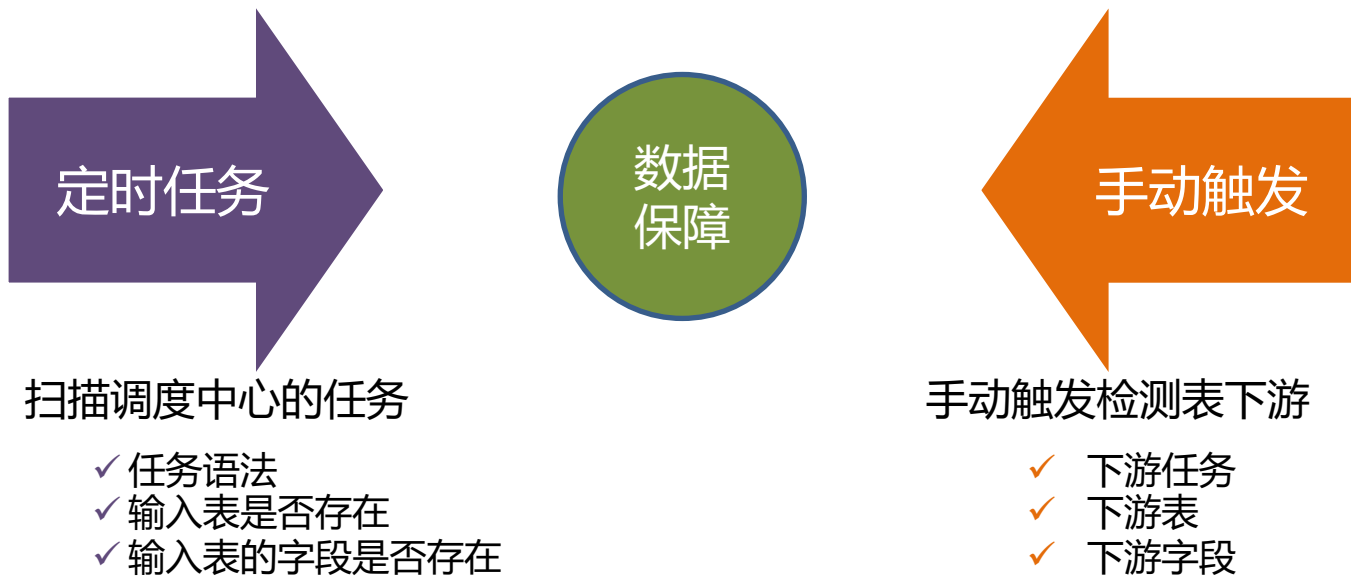 定时任务
数据
保障
手动触发
扫描调度中心的任务
任务语法
输入表是否存在
输入表的字段是否存在
手动触发检测表下游
下游任务
下游表
下游字段